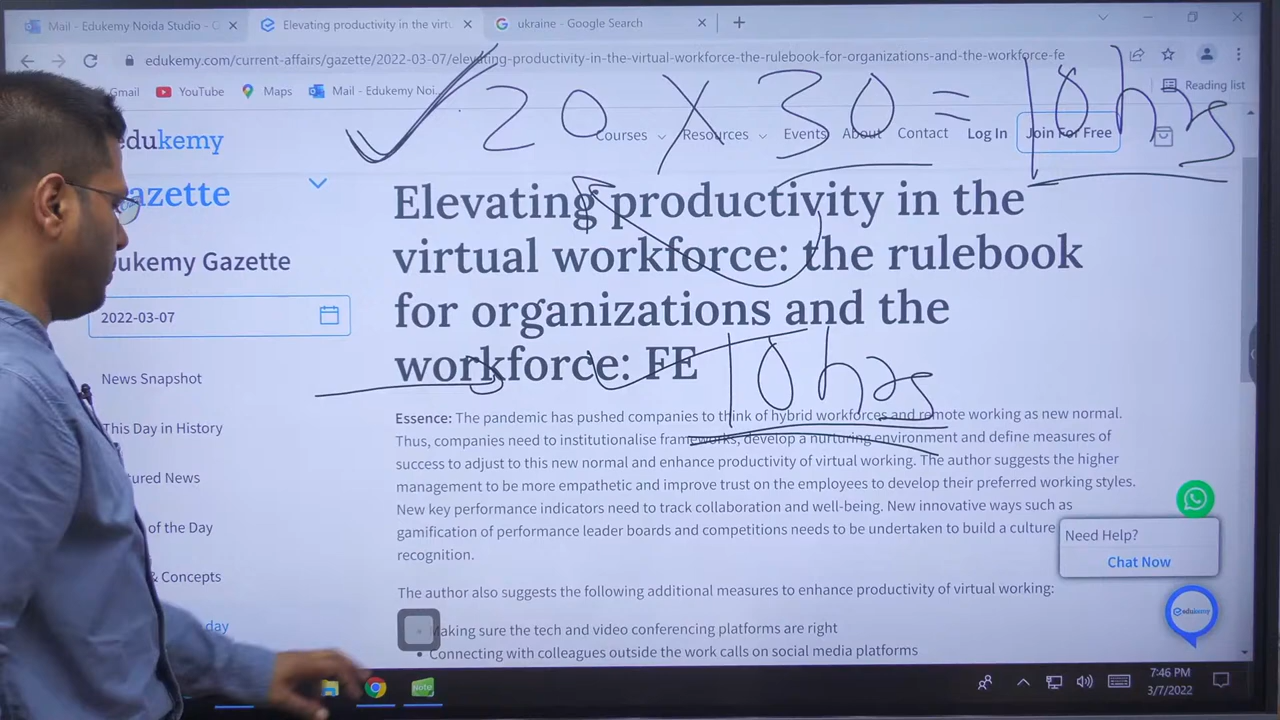 Mail - Edukemy Noida Studio - O
Elevating productivity in the virtu
ukraine - Google Search
edukemy.com/current-affairs/gazette/2022-03-07/elevating-productivity-in-the-virtual-workforce-the-rulebook-for-organizations-and-the-workforce-fe
Gmail YouTube Maps Mail - Edukemy Noi... Reading list
20 X 30 = 10 hrs
edukemy Courses Resources Events About Contact Log In Join For Free
Gazette
Edukemy Gazette
2022-03-07
News Snapshot
This Day in History
tured News
of the Day
& Concepts
day
Elevating productivity in the
virtual workforce: the rulebook
for organizations and the
workforce: FE
10 hrs
Essence: The pandemic has pushed companies to think of hybrid workforces and remote working as new normal.
Thus, companies need to institutionalise frameworks, develop a nurturing environment and define measures of
success to adjust to this new normal and enhance productivity of virtual working. The author suggests the higher
management to be more empathetic and improve trust on the employees to develop their preferred working styles.
New key performance indicators need to track collaboration and well-being. New innovative ways such as
gamification of performance leader boards and competitions needs to be undertaken to build a culture
recognition.
The author also suggests the following additional measures to enhance productivity of virtual working:
Making sure the tech and video conferencing platforms are right
• Connecting with colleagues outside the work calls on social media platforms
Need Help?
Chat Now
edukemy
Note
7:46 PM
3/7/2022